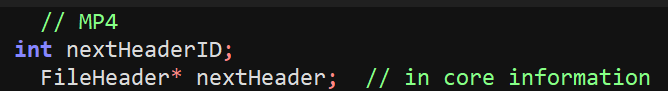 // MP4
int nextHeaderID;
FileHeader* nextHeader;  // in core information